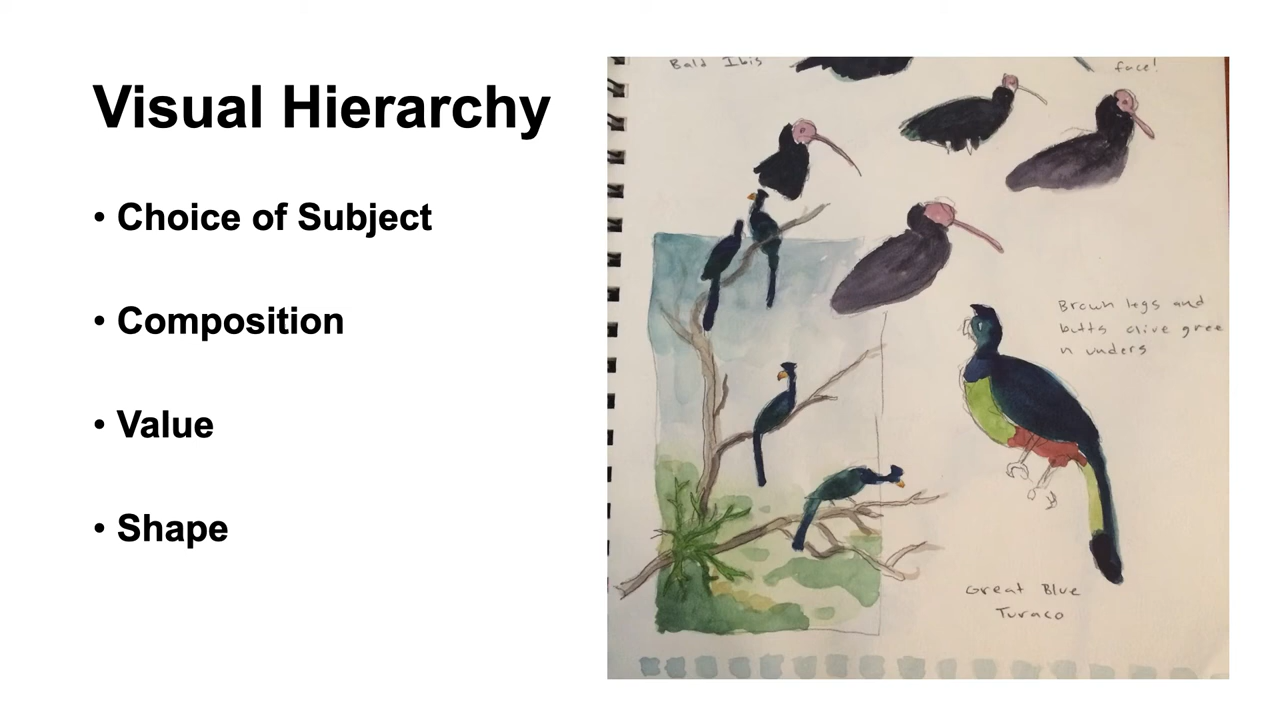 Visual Hierarchy
• Choice of Subject
• Composition
• Value
• Shape
Bald Ibis
face!
Brown legs and
butts olive gree
n unders
Great Blue
Turaco